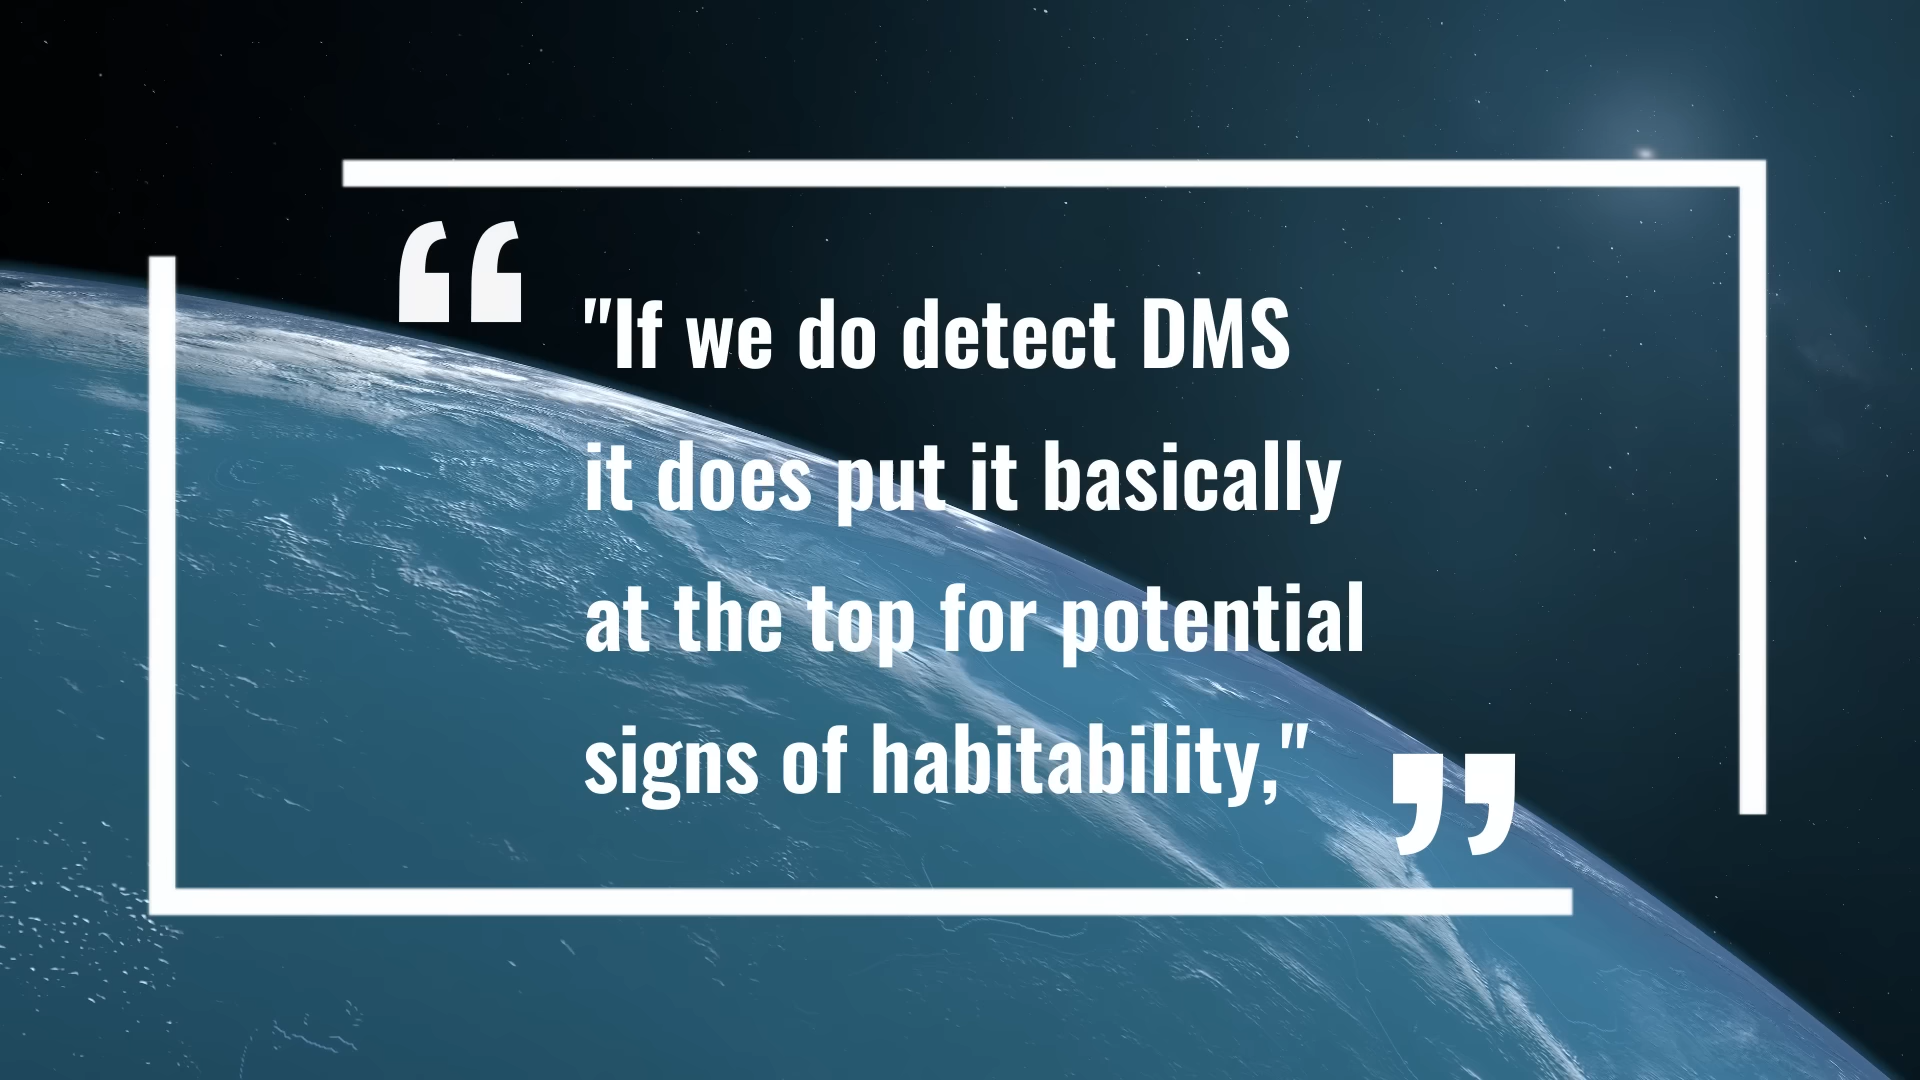 “
"If we do detect DMS
it does put it basically
at the top for potential
signs of habitability,"
”